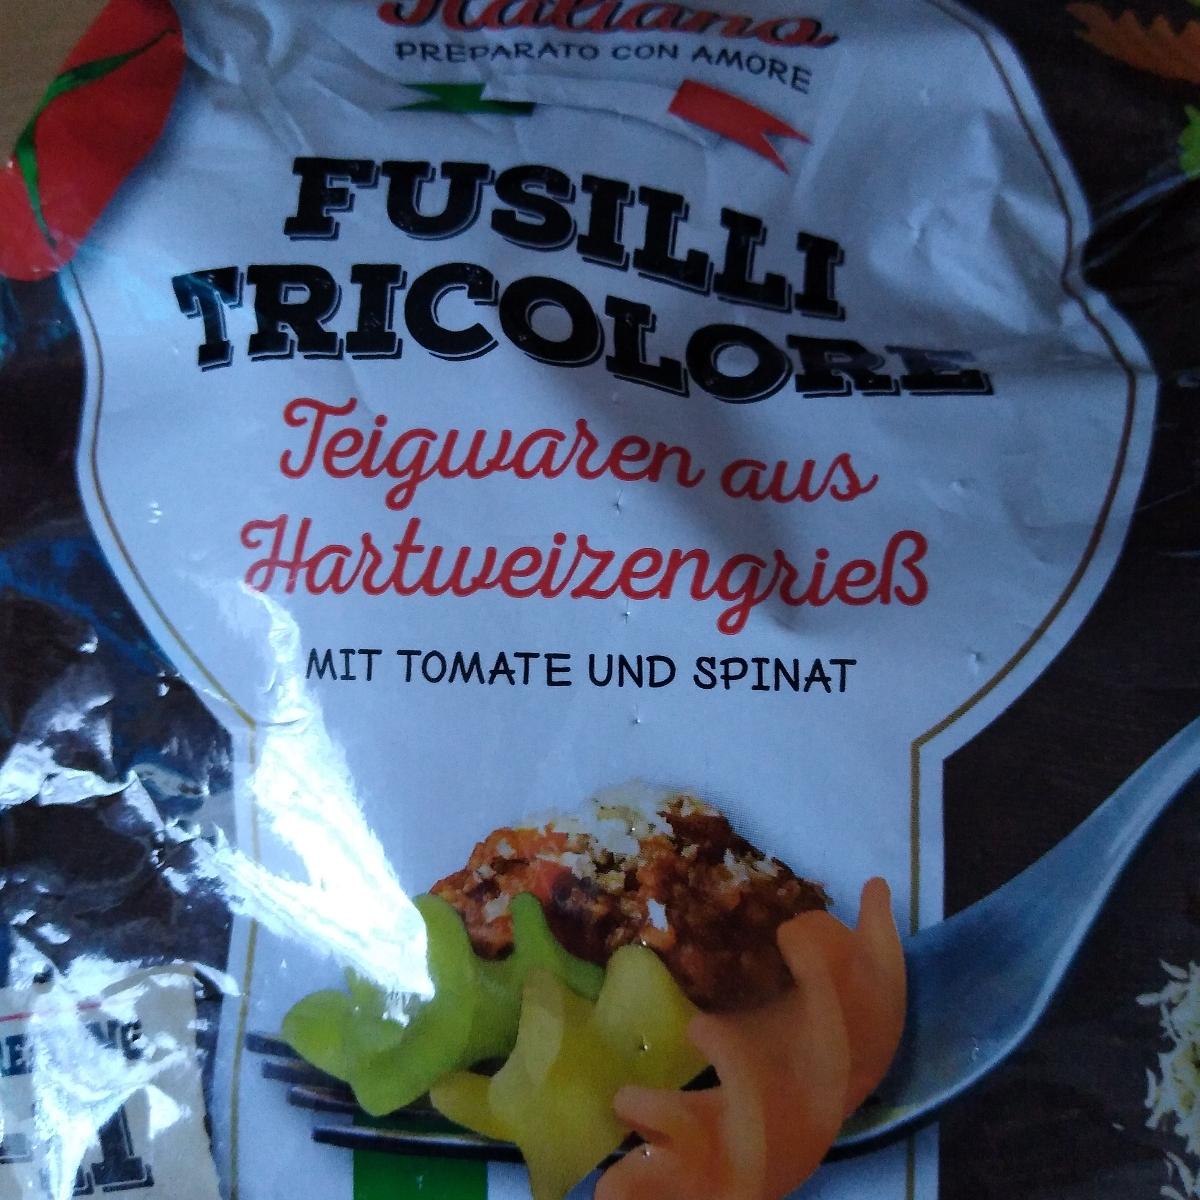 Italiano
PREPARATO CON AMORE
FUSILLI
TRICOLORE
Teigwaren aus
Hartweizengrieß
MIT TOMATE UND SPINAT